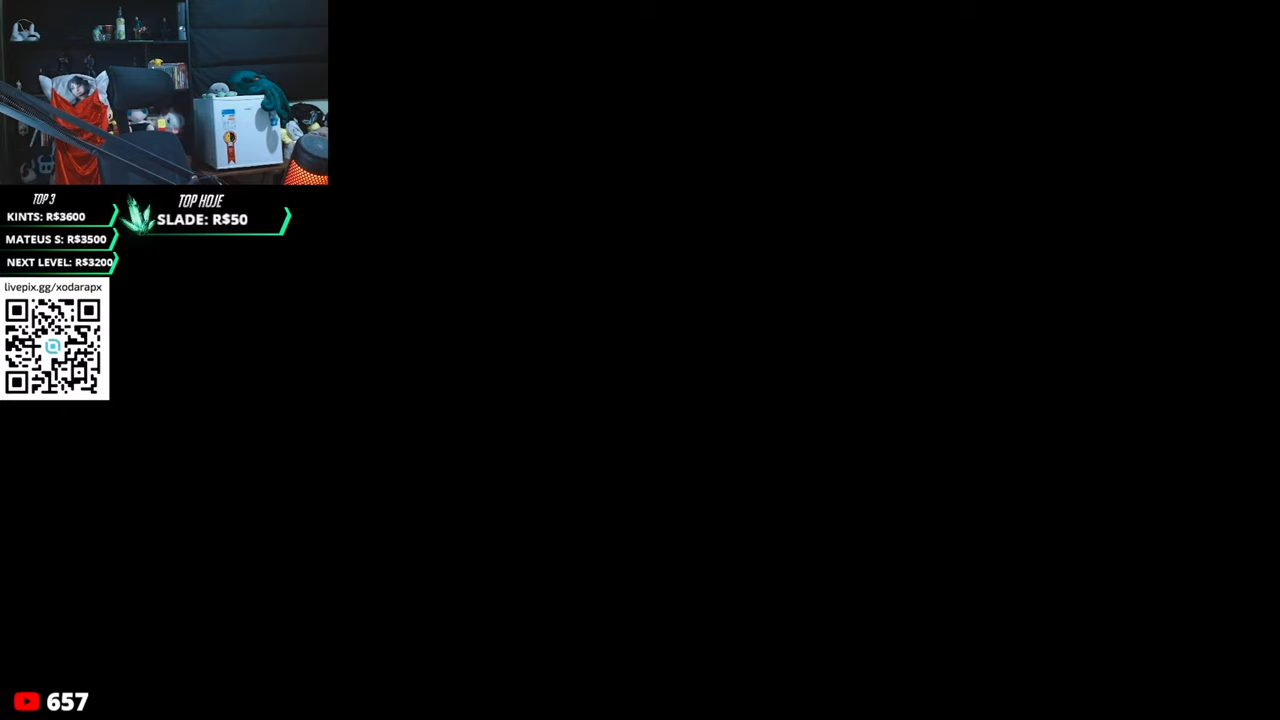 TOP 3
KINTS: R$3600
MATEUS S: R$3500
NEXT LEVEL: R$3200
TOP HOJE
SLADE: R$50
livepix.gg/xodarapx
657